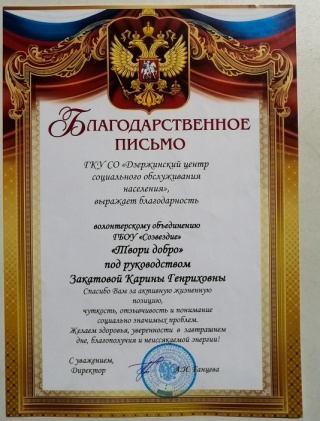 БЛАГОДАРСТВЕННОЕ
ПИСЬМО
ГКУ СО «Дзержинский центр
социального обслуживания
населения»,
выражает благодарность
волонтерскому объединению
ГБОУ «Созвездие»
«Твори добро»
под руководством
Закатовой Карины Генриховны
Спасибо Вам за активную жизненную
позицию,
чуткость, отзывчивость и понимание
социально значимых проблем.
Желаем здоровья, уверенности в завтрашнем
дне, благополучия и неиссякаемой энергии!
С уважением,
Директор А.Н. Ганцева